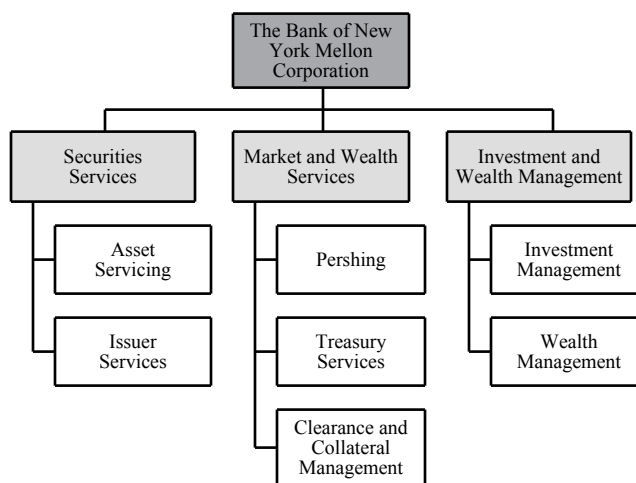 The Bank of New
York Mellon
Corporation
Securities
Services
Market and Wealth
Services
Investment and
Wealth Management
Asset
Servicing
Pershing
Investment
Management
Issuer
Services
Treasury
Services
Wealth
Management
Clearance and
Collateral
Management